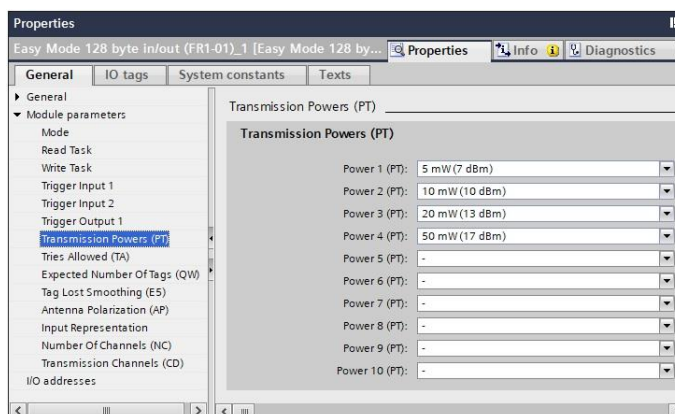 Properties
Easy Mode 128 byte in/out (FR1-01)_1 [Easy Mode 128 by...
Properties
Info
Diagnostics
General
IO tags
System constants
Texts
General
Module parameters
Mode
Read Task
Write Task
Trigger Input 1
Trigger Input 2
Trigger Output 1
Transmission Powers (PT)
Tries Allowed (TA)
Expected Number Of Tags (QW)
Tag Lost Smoothing (E5)
Antenna Polarization (AP)
Input Representation
Number Of Channels (NC)
Transmission Channels (CD)
I/O addresses
Transmission Powers (PT)
Transmission Powers (PT)
Power 1 (PT): 5 mW (7 dBm)
Power 2 (PT): 10 mW (10 dBm)
Power 3 (PT): 20 mW (13 dBm)
Power 4 (PT): 50 mW (17 dBm)
Power 5 (PT): -
Power 6 (PT): -
Power 7 (PT): -
Power 8 (PT): -
Power 9 (PT): -
Power 10 (PT): -